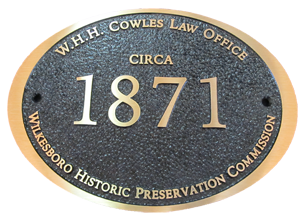 W.H.H. COWLES LAW OFFICE
CIRCA
1871
WILKESBORO HISTORIC PRESERVATION COMMISSION